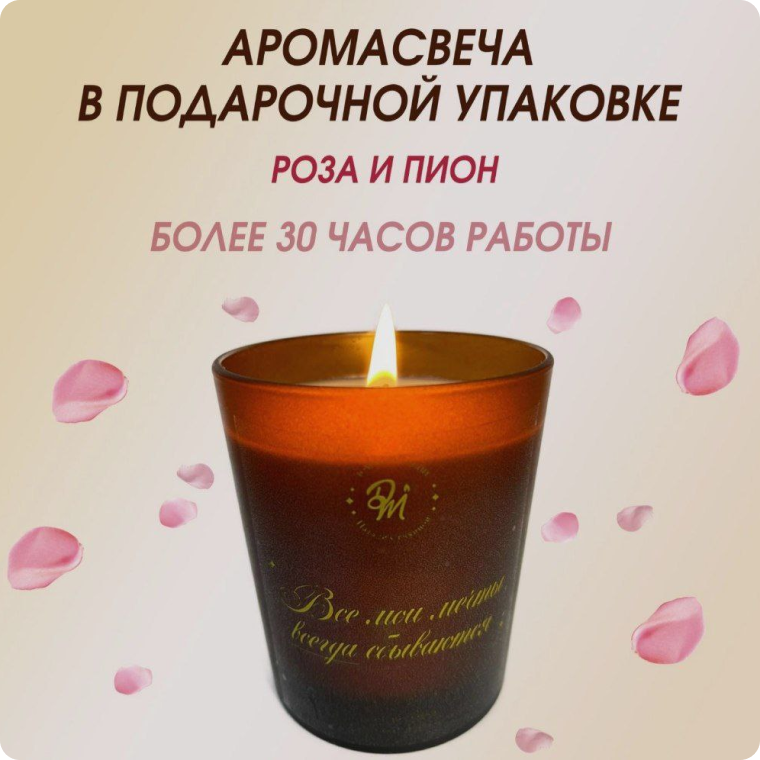 АРОМАСВЕЧА
В ПОДАРОЧНОЙ УПАКОВКЕ
РОЗА И ПИОН
БОЛЕЕ 30 ЧАСОВ РАБОТЫ
Все мои мечты
всегда сбываются